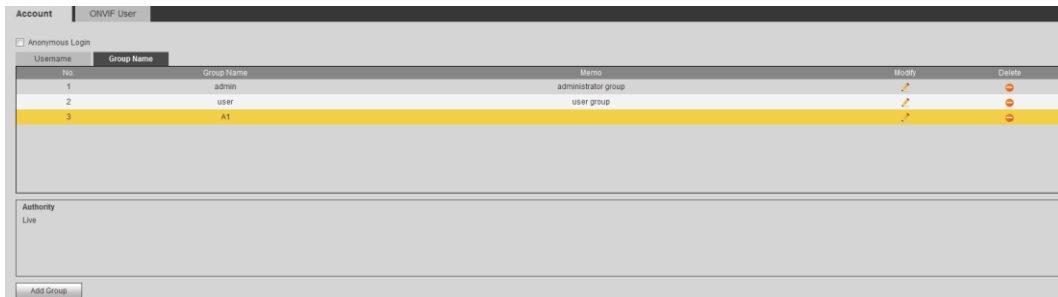 Account ONVIF User
Anonymous Login
Username Group Name
No. Group Name Memo Modify Delete
1 admin administrator group
2 user user group
3 A1
Authority
Live
Add Group